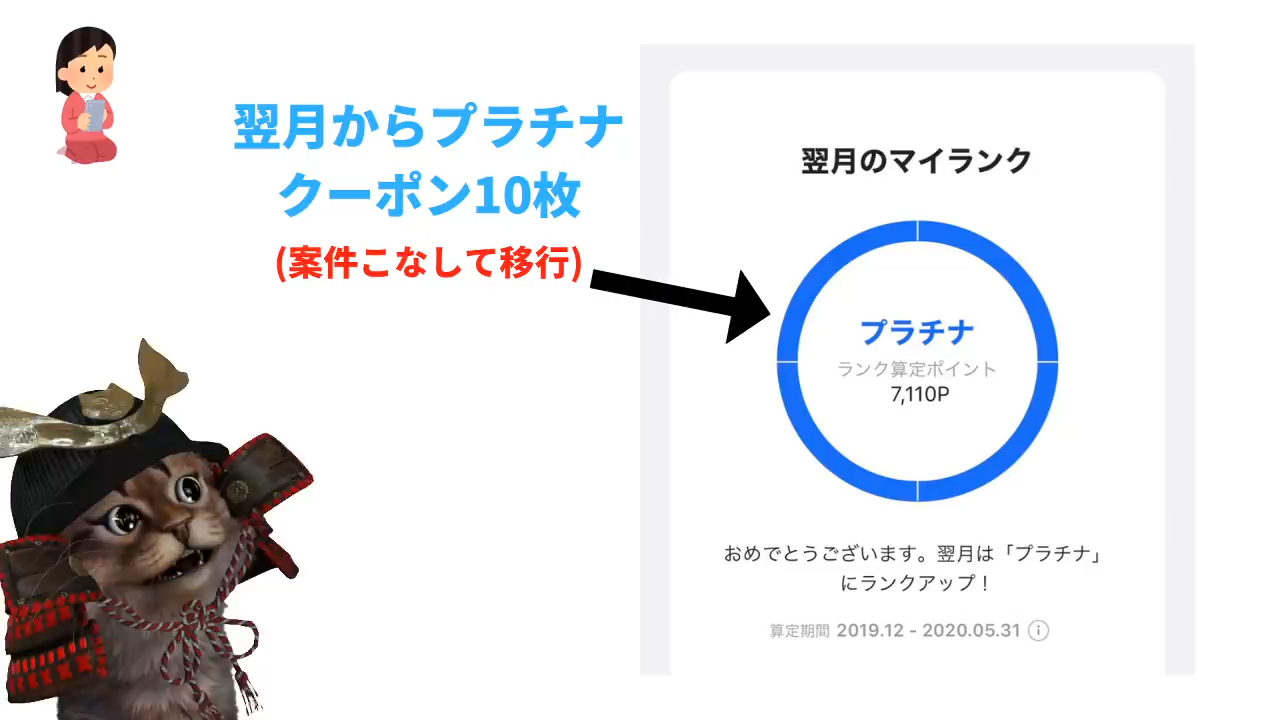 翌月からプラチナ
クーポン10枚
(案件こなして移行)
翌月のマイランク
プラチナ
ランク算定ポイント
7,110P
おめでとうございます。翌月は「プラチナ」
にランクアップ！
算定期間 2019.12 - 2020.05.31